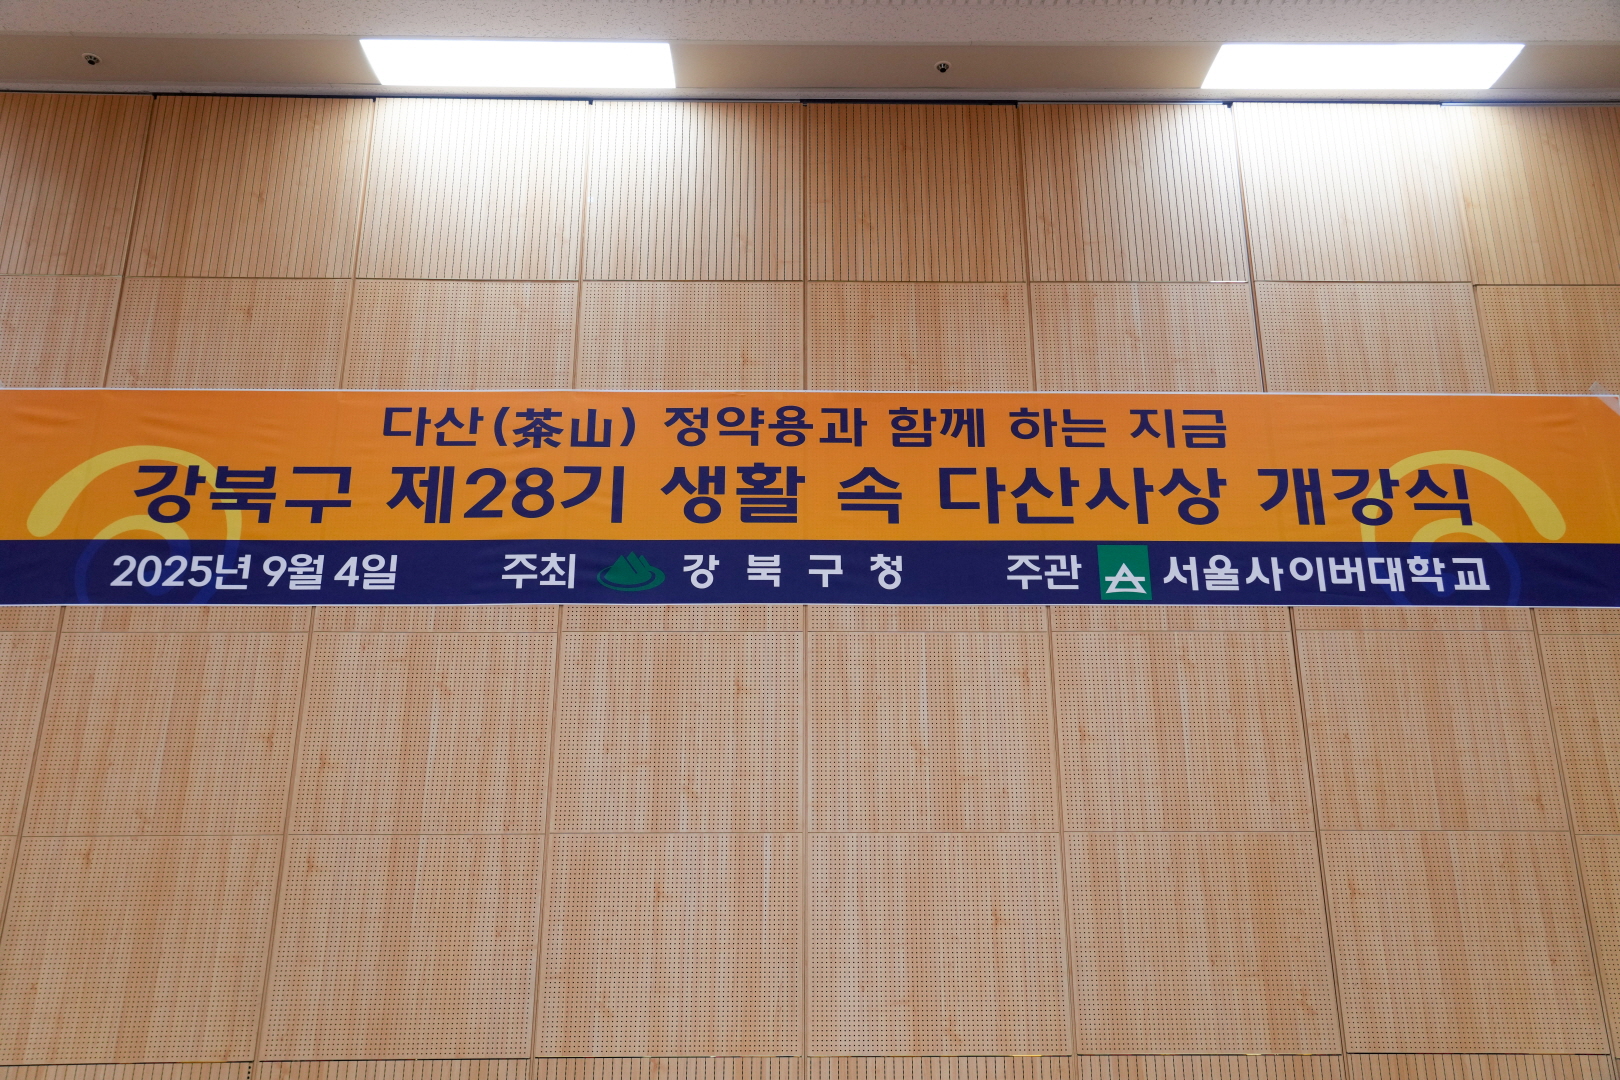 다산(茶山) 정약용과 함께 하는 지금
강북구 제28기 생활 속 다산사상 개강식
2025년 9월 4일 주최 강북구청 주관 서울사이버대학교